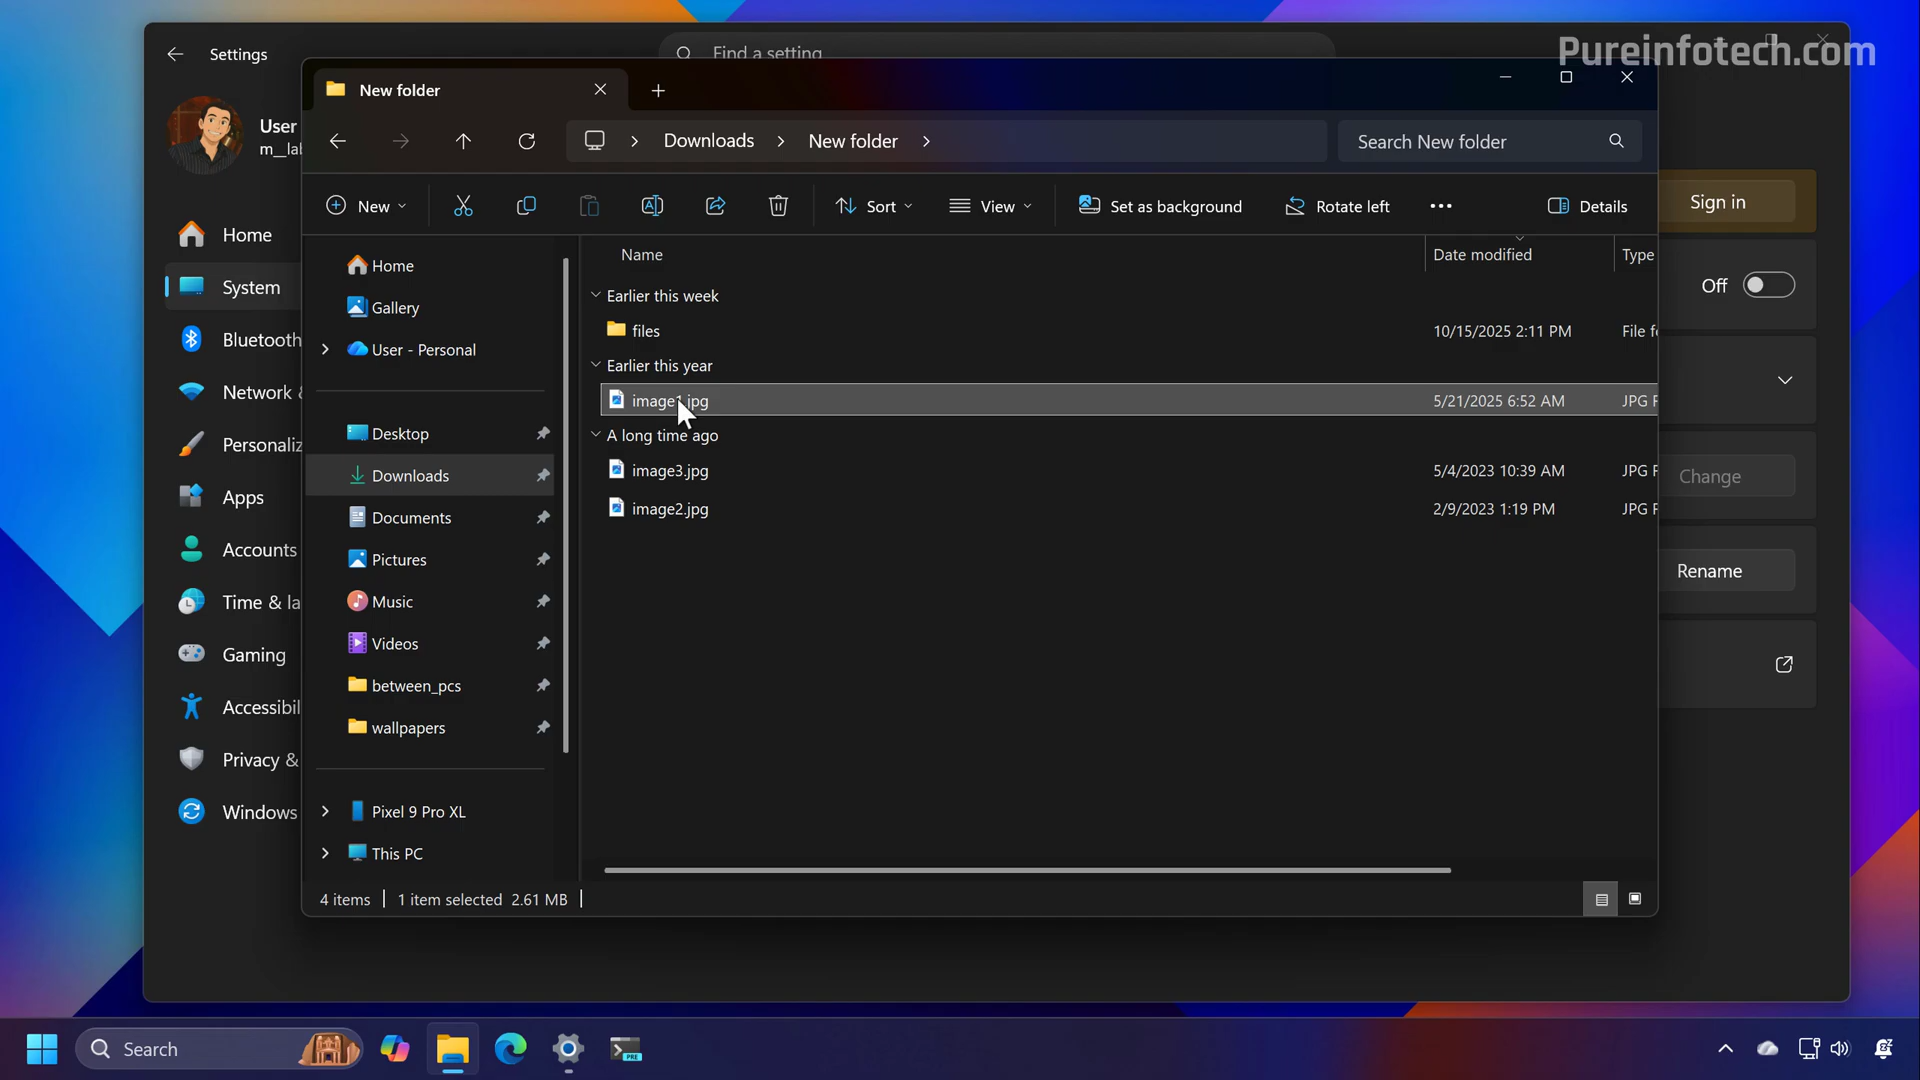 Settings
Find a setting
Pureinfotech.com
New folder
User
m_lab
Downloads
New folder
Search New folder
New
Sort
View
Set as background
Rotate left
Details
Sign in
Home
System
Bluetooth
Network &
Personaliz
Apps
Accounts
Time & la
Gaming
Accessibil
Privacy &
Windows
Home
Gallery
User - Personal
Desktop
Downloads
Documents
Pictures
Music
Videos
between_pcs
wallpapers
Pixel 9 Pro XL
This PC
Name
Date modified
Type
Earlier this week
files
10/15/2025 2:11 PM
File f
Earlier this year
image1.jpg
5/21/2025 6:52 AM
JPG F
A long time ago
image3.jpg
5/4/2023 10:39 AM
JPG F
image2.jpg
2/9/2023 1:19 PM
JPG F
Off
Change
Rename
4 items
1 item selected 2.61 MB
Search
PRE